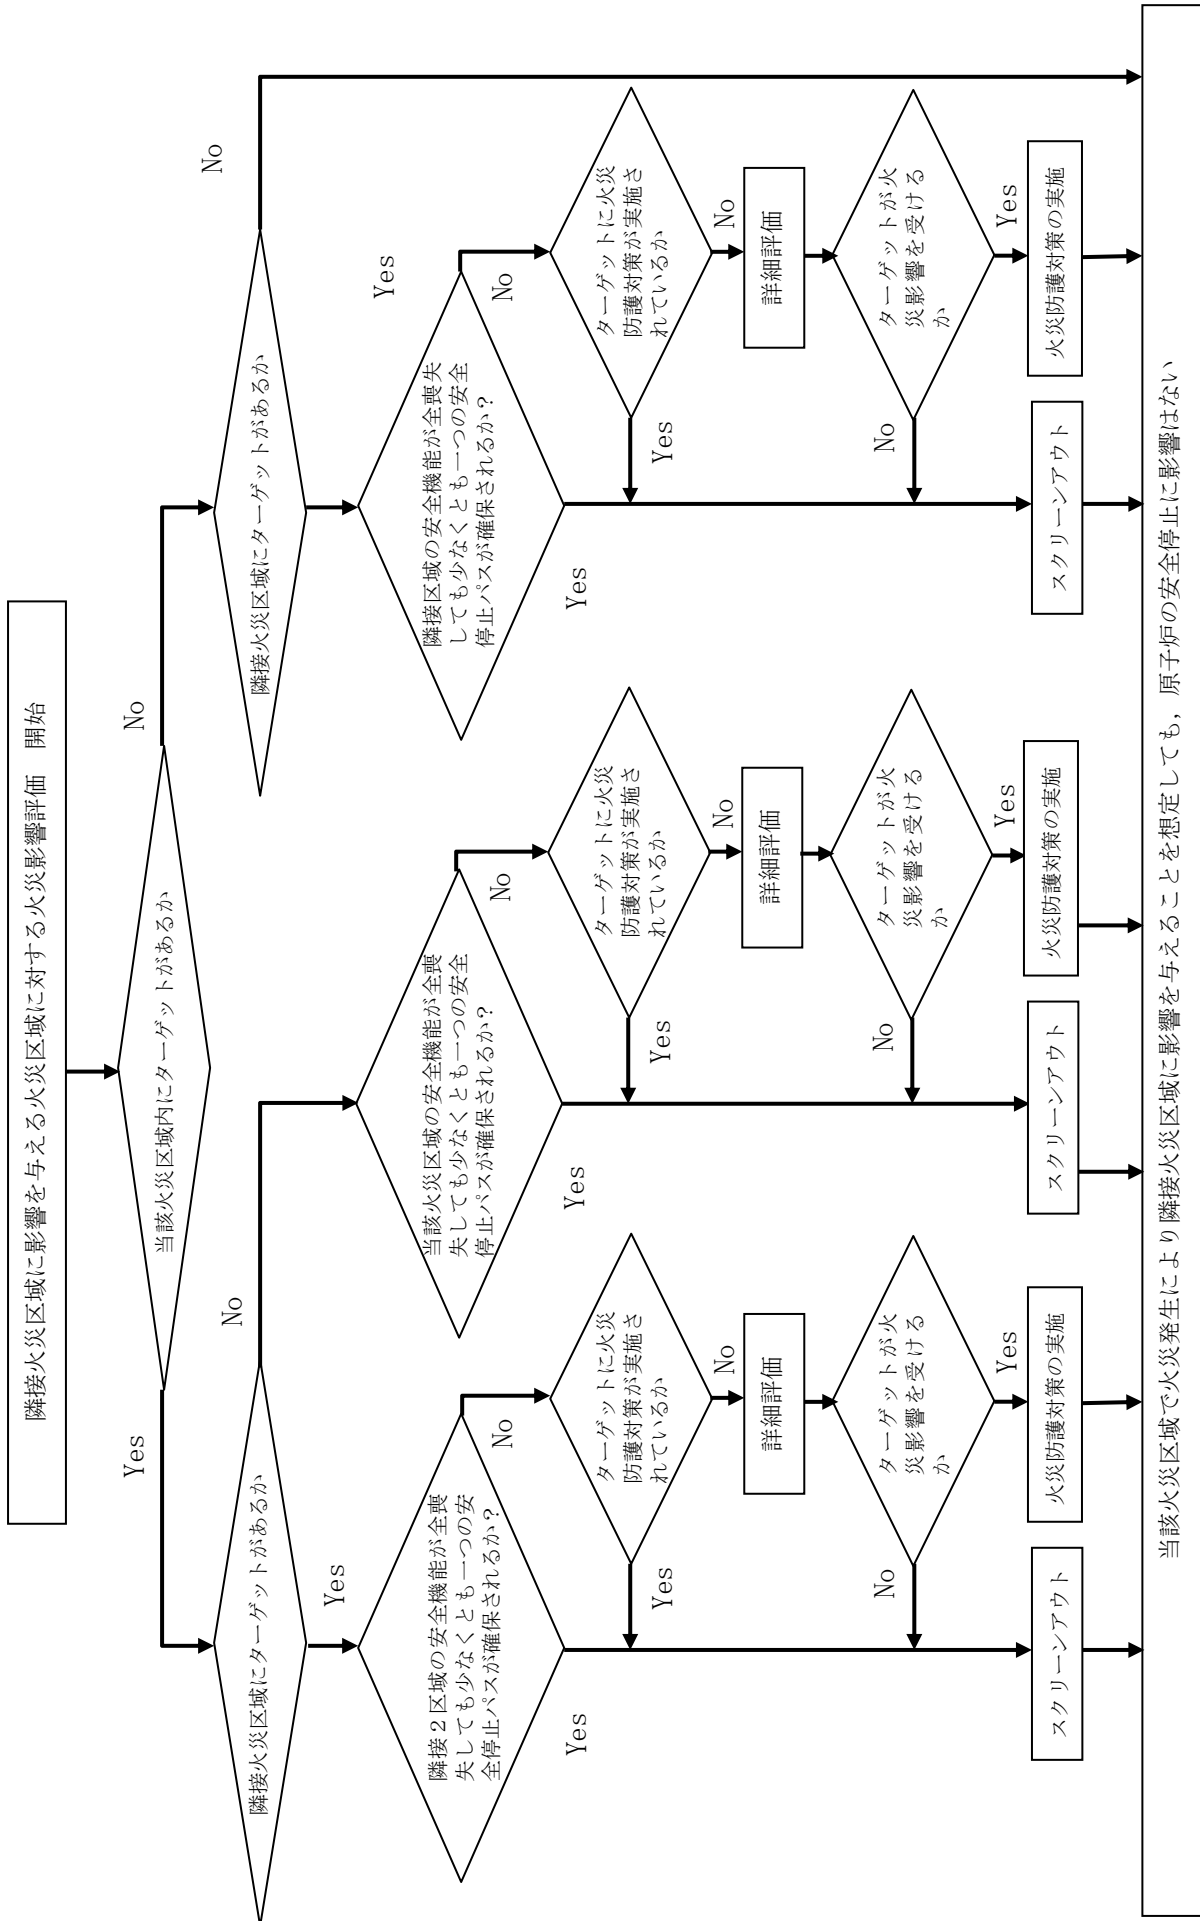 隣接火災区域に影響を与える火災区域に対する火災影響評価　開始
当該火災区域内にターゲットがあるか
Yes
No
隣接火災区域にターゲットがあるか
No
Yes
隣接２区域の安全機能が全喪
失しても少なくとも一つの安
全停止パスが確保されるか？
No
Yes
ターゲットに火災
防護対策が実施さ
れているか
Yes
No
詳細評価
ターゲットが火
災影響を受ける
か
No
Yes
火災防護対策の実施
スクリーンアウト
当該火災区域の安全機能が全喪
失しても少なくとも一つの安全
停止パスが確保されるか？
No
Yes
ターゲットに火災
防護対策が実施さ
れているか
Yes
No
詳細評価
ターゲットが火
災影響を受ける
か
No
Yes
火災防護対策の実施
スクリーンアウト
隣接火災区域にターゲットがあるか
No
Yes
隣接区域の安全機能が全喪失
しても少なくとも一つの安全
停止パスが確保されるか？
No
Yes
ターゲットに火災
防護対策が実施さ
れているか
Yes
No
詳細評価
ターゲットが火
災影響を受ける
か
No
Yes
火災防護対策の実施
スクリーンアウト
当該火災区域で火災発生により隣接火災区域に影響を与えることを想定しても，原子炉の安全停止に影響はない